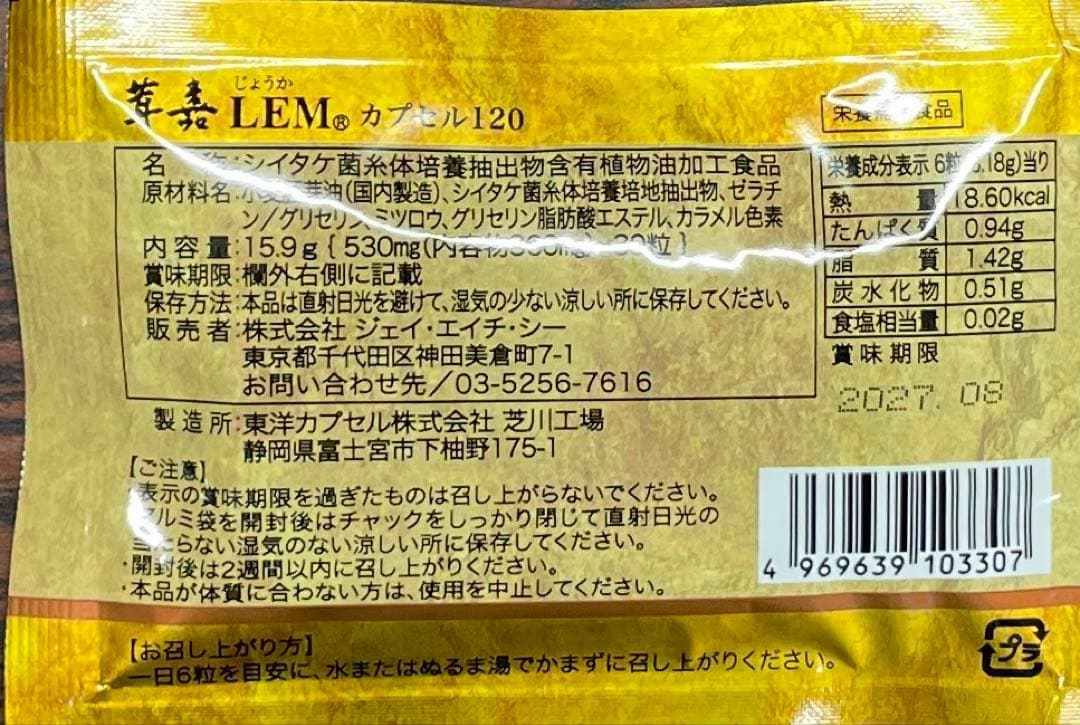 じょうか
茸嘉 LEM® カプセル120
栄養 食品
名 称:シイタケ菌糸体培養抽出物含有植物油加工食品
原材料名:小麦胚芽油(国内製造)、シイタケ菌糸体培養培地抽出物、ゼラチ
ン/グリセリン、ミツロウ、グリセリン脂肪酸エステル、カラメル色素
内容量:15.9g{530mg(内容物
賞味期限:欄外右側に記載
保存方法:本品は直射日光を避けて、湿気の少ない涼しい所に保存してください。
販売者:株式会社 ジェイ・エイチ・シー
東京都千代田区神田美倉町7-1
お問い合わせ先/03-5256-7616
製造所:東洋カプセル株式会社 芝川工場
静岡県富士宮市下柚野175-1
栄養成分表示 6粒 .18g)当り
熱 量 18.60kcal
たんぱく質 0.94g
脂 質 1.42g
炭水化物 0.51g
食塩相当量 0.02g
賞味期限
2027. 08
【ご注意】
・表示の賞味期限を過ぎたものは召し上がらないでください。
アルミ袋を開封後はチャックをしっかり閉じて直射日光の
当たらない湿気のない涼しい所に保存してください。
・開封後は2週間以内に召し上がりください。
・本品が体質に合わない方は、使用を中止してください。
4 969639 103307
【お召し上がり方】
一日6粒を目安に、水またはぬるま湯でかまずに召し上がりください。
プラ